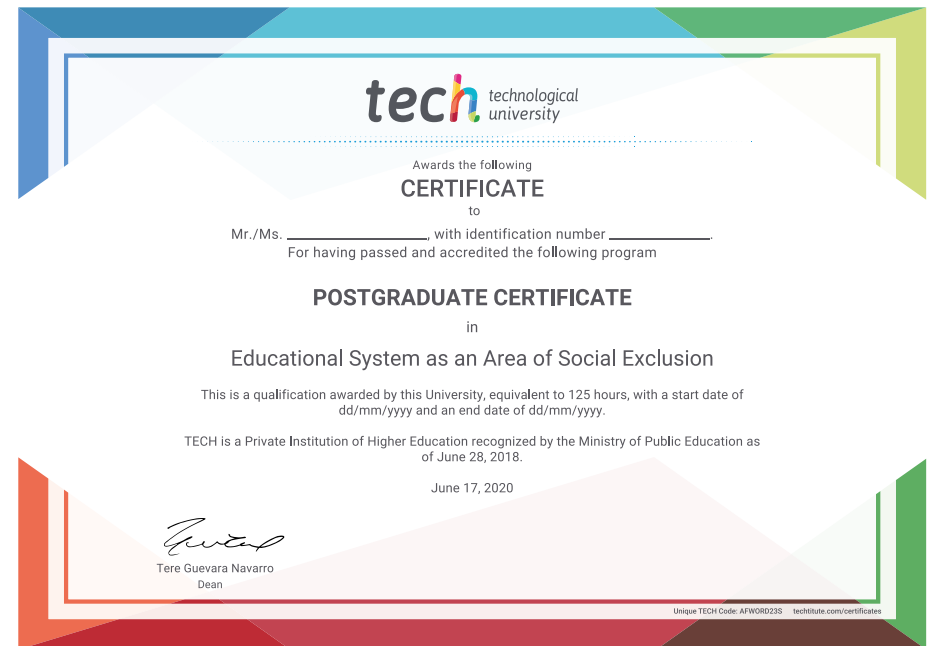 tech technological
university
Awards the following
CERTIFICATE
to
Mr./Ms. ____________________, with identification number ______________.
For having passed and accredited the following program
POSTGRADUATE CERTIFICATE
in
Educational System as an Area of Social Exclusion
This is a qualification awarded by this University, equivalent to 125 hours, with a start date of
dd/mm/yyyy and an end date of dd/mm/yyyy.
TECH is a Private Institution of Higher Education recognized by the Ministry of Public Education as
of June 28, 2018.
June 17, 2020
Tere Guevara Navarro
Dean
Unique TECH Code: AFWORD23S techtitute.com/certificates